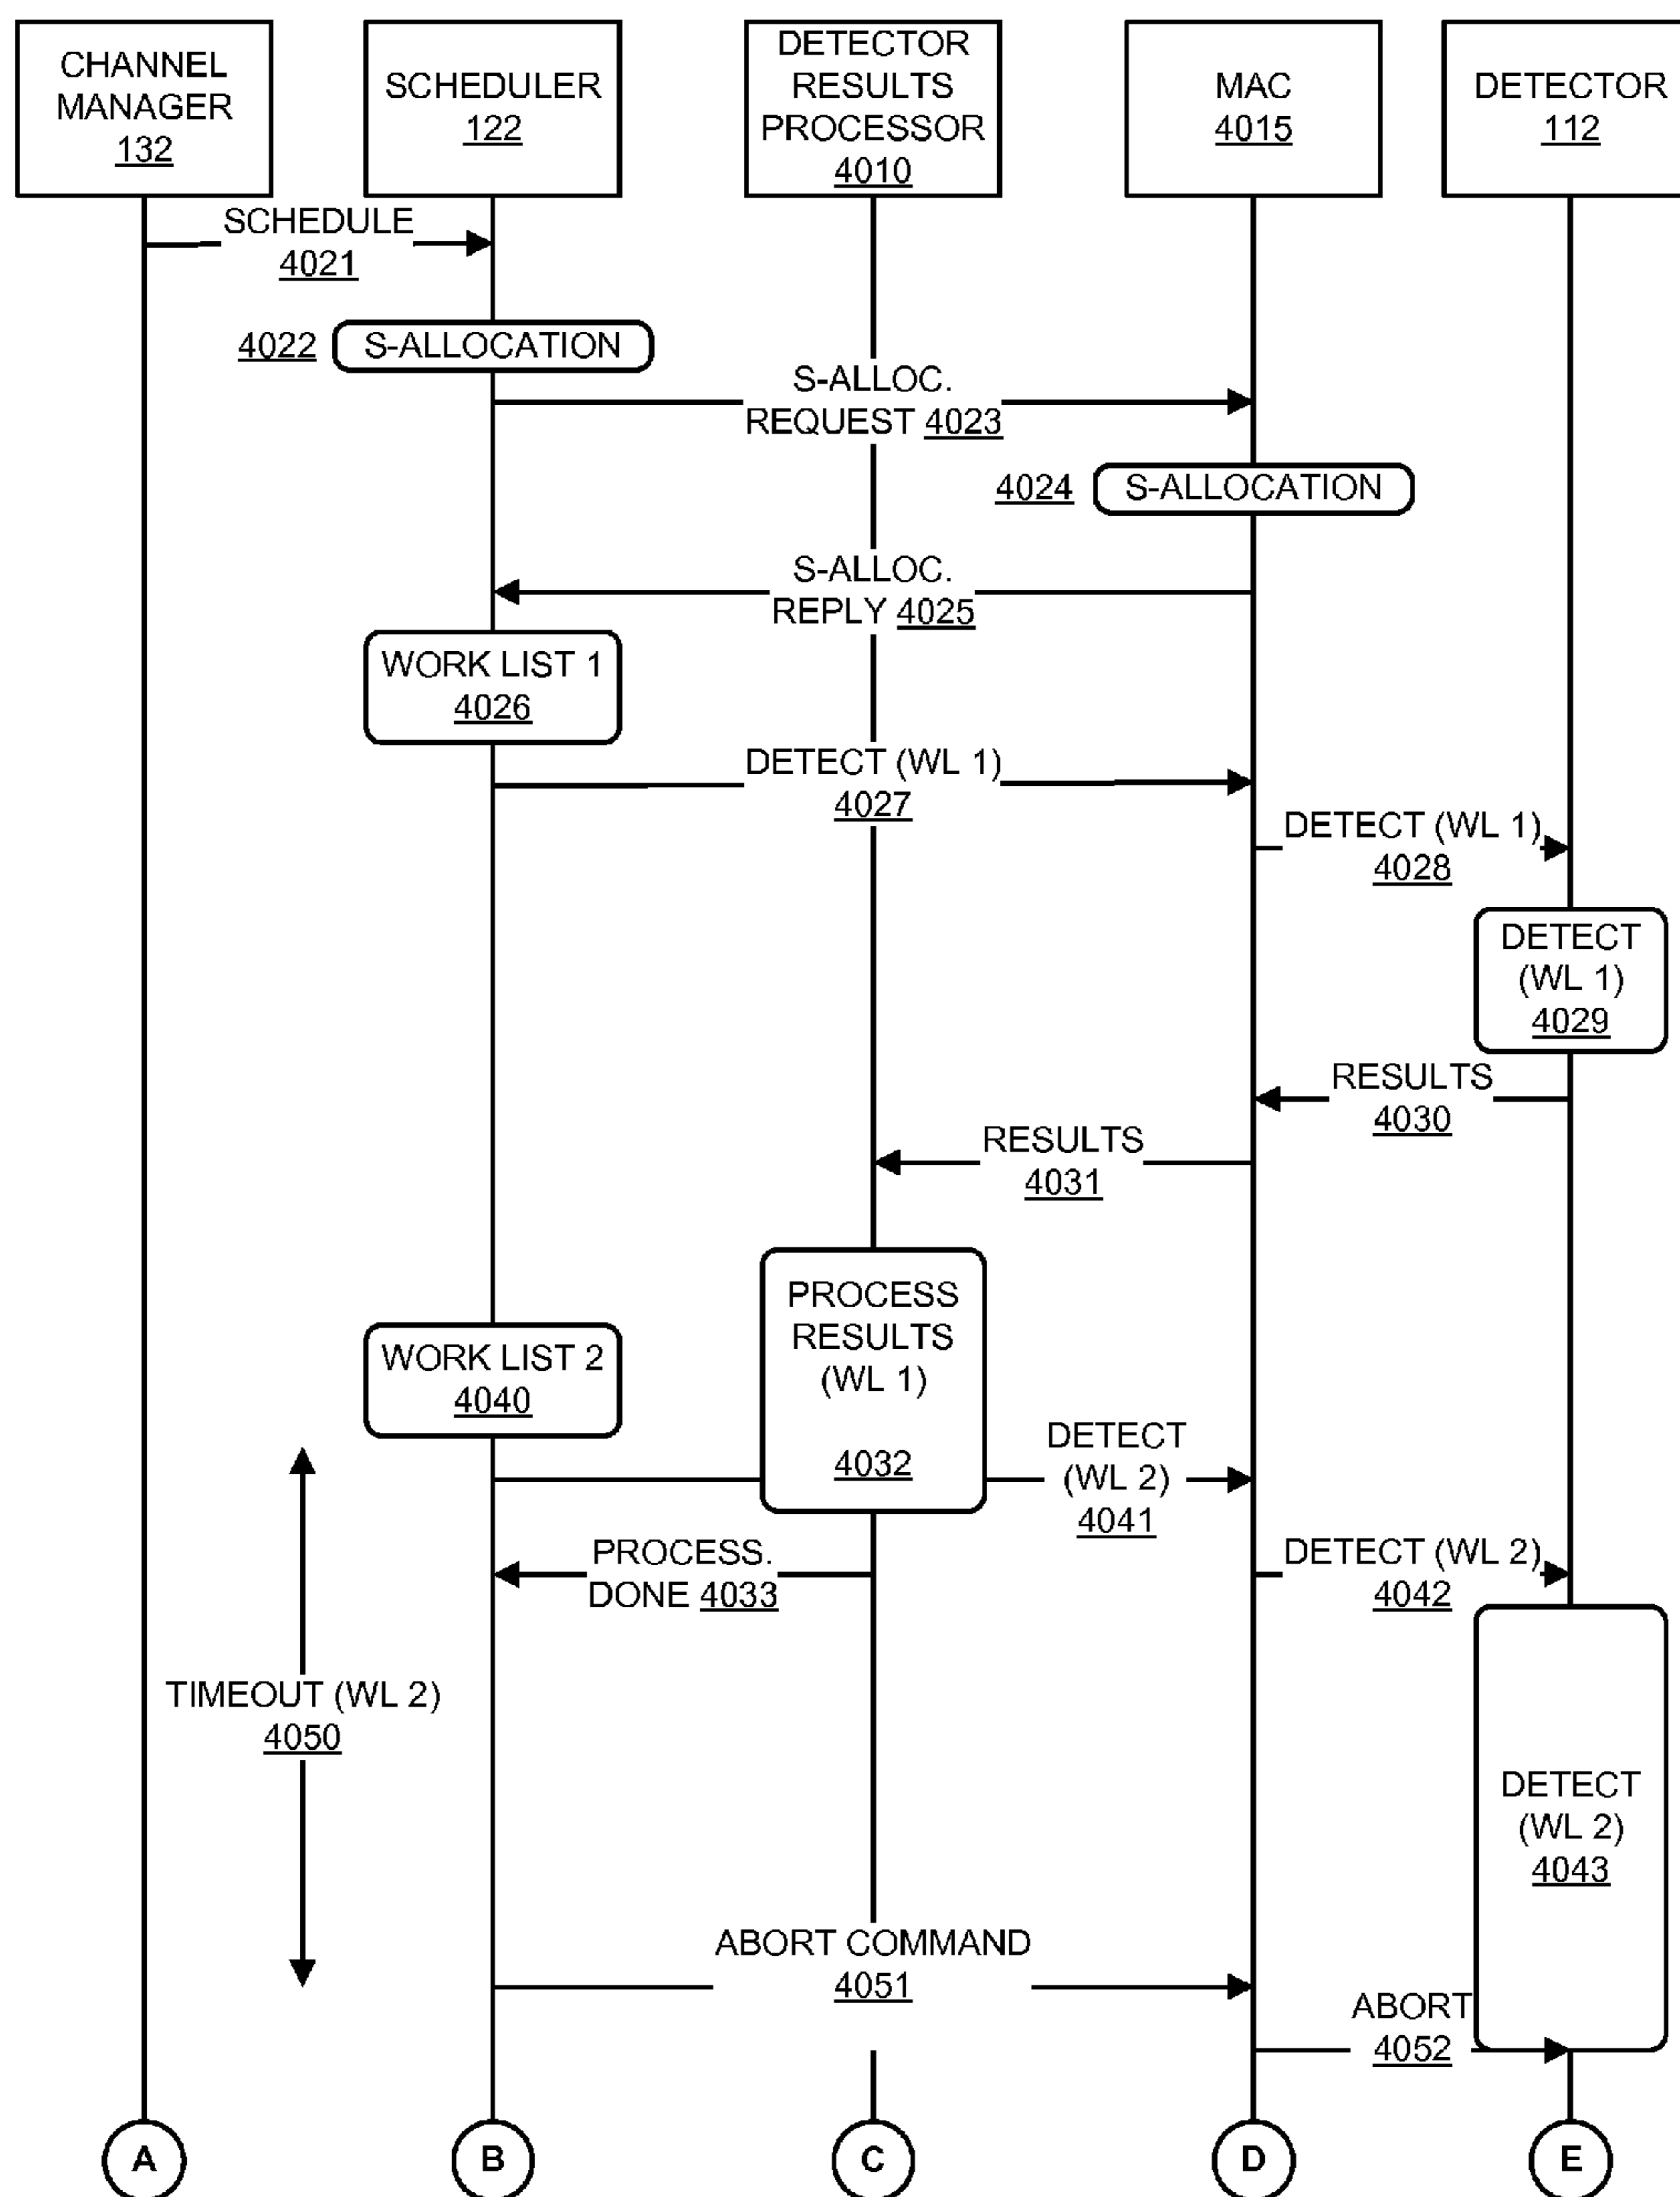 CHANNEL
MANAGER
132
SCHEDULER
122
DETECTOR
RESULTS
PROCESSOR
4010
MAC
4015
DETECTOR
112
SCHEDULE
4021
4022
S-ALLOCATION
S-ALLOC.
REQUEST 4023
4024
S-ALLOCATION
S-ALLOC.
REPLY 4025
WORK LIST 1
4026
DETECT (WL 1)
4027
DETECT (WL 1)
4028
DETECT
(WL 1)
4029
RESULTS
4030
RESULTS
4031
PROCESS
RESULTS
(WL 1)
4032
WORK LIST 2
4040
DETECT
(WL 2)
4041
PROCESS.
DONE 4033
DETECT (WL 2)
4042
TIMEOUT (WL 2)
4050
DETECT
(WL 2)
4043
ABORT COMMAND
4051
ABORT
4052
A
B
C
D
E